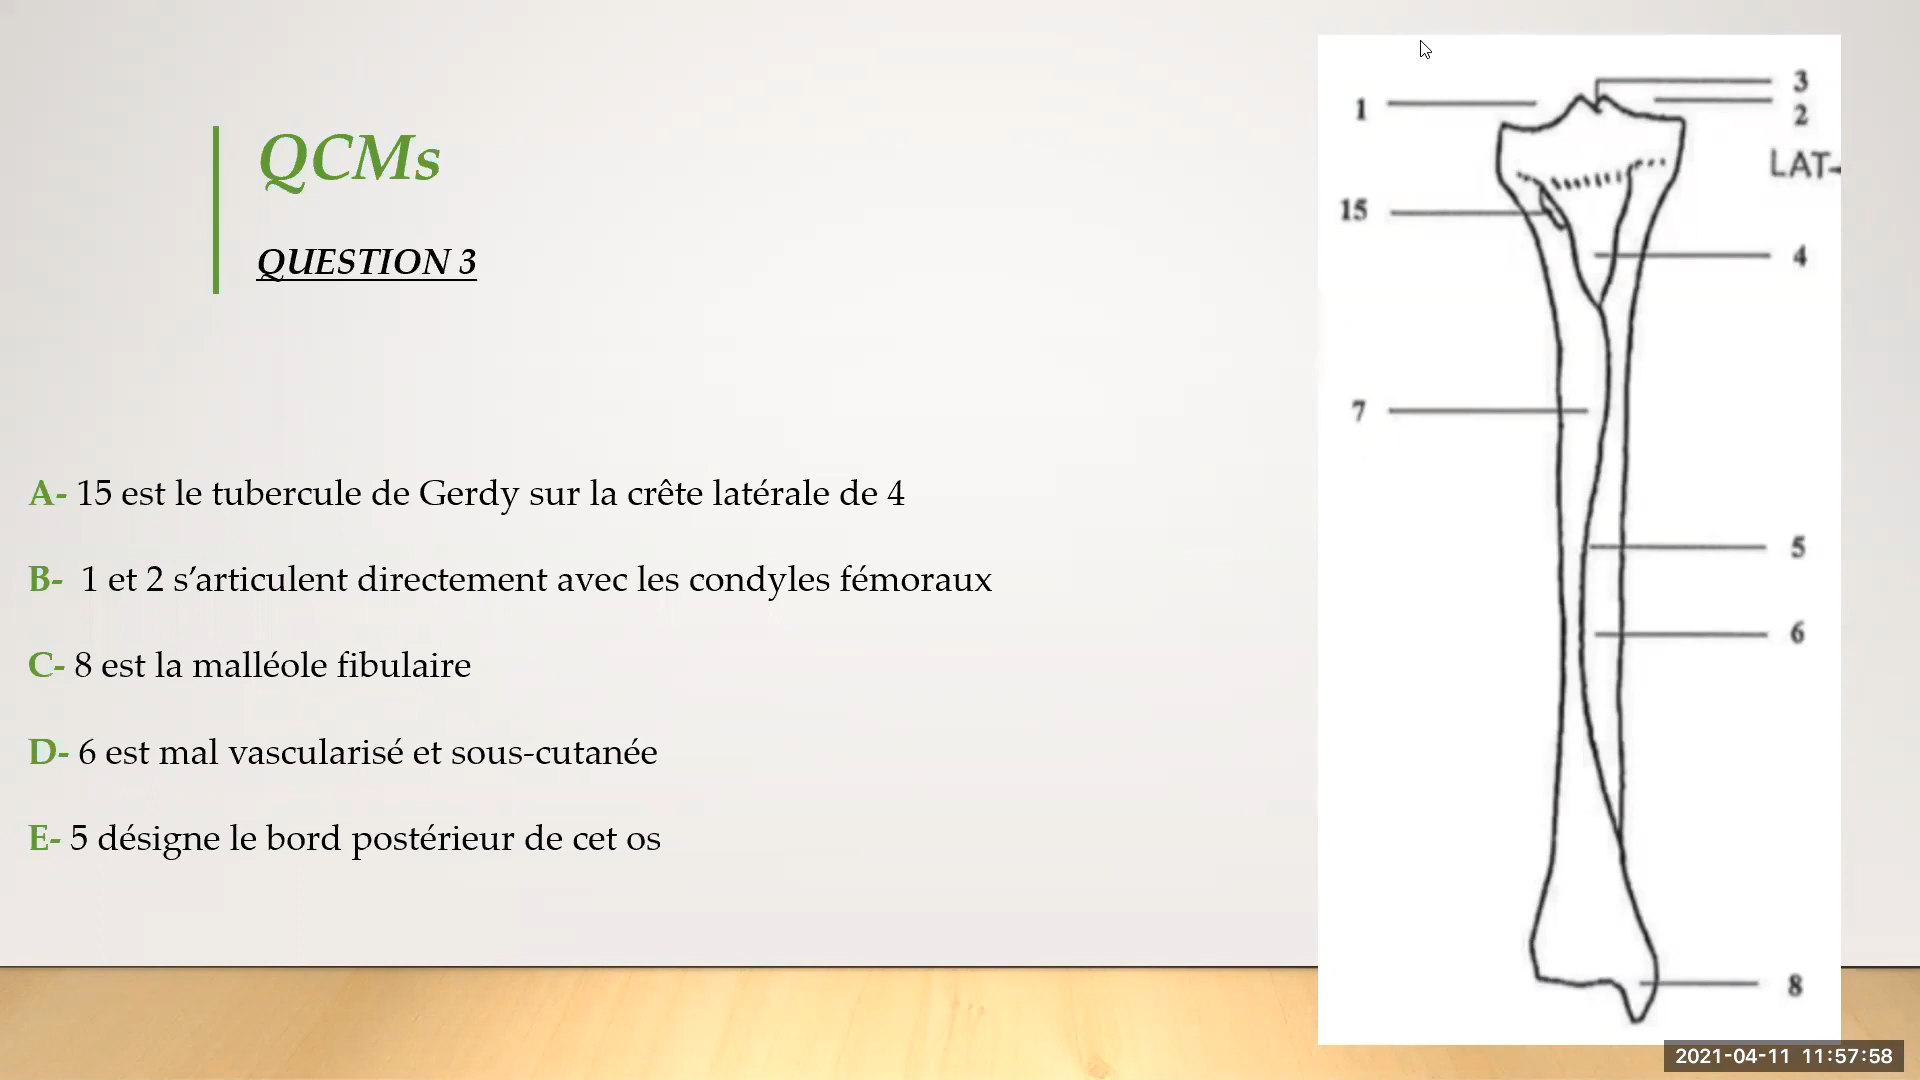 QCMs
QUESTION 3
A- 15 est le tubercule de Gerdy sur la crête latérale de 4
B- 1 et 2 s’articulent directement avec les condyles fémoraux
C- 8 est la malléole fibulaire
D- 6 est mal vascularisé et sous-cutanée
E- 5 désigne le bord postérieur de cet os
3
1
2
LAT
15
4
7
5
6
8
2021-04-11 11:57:58